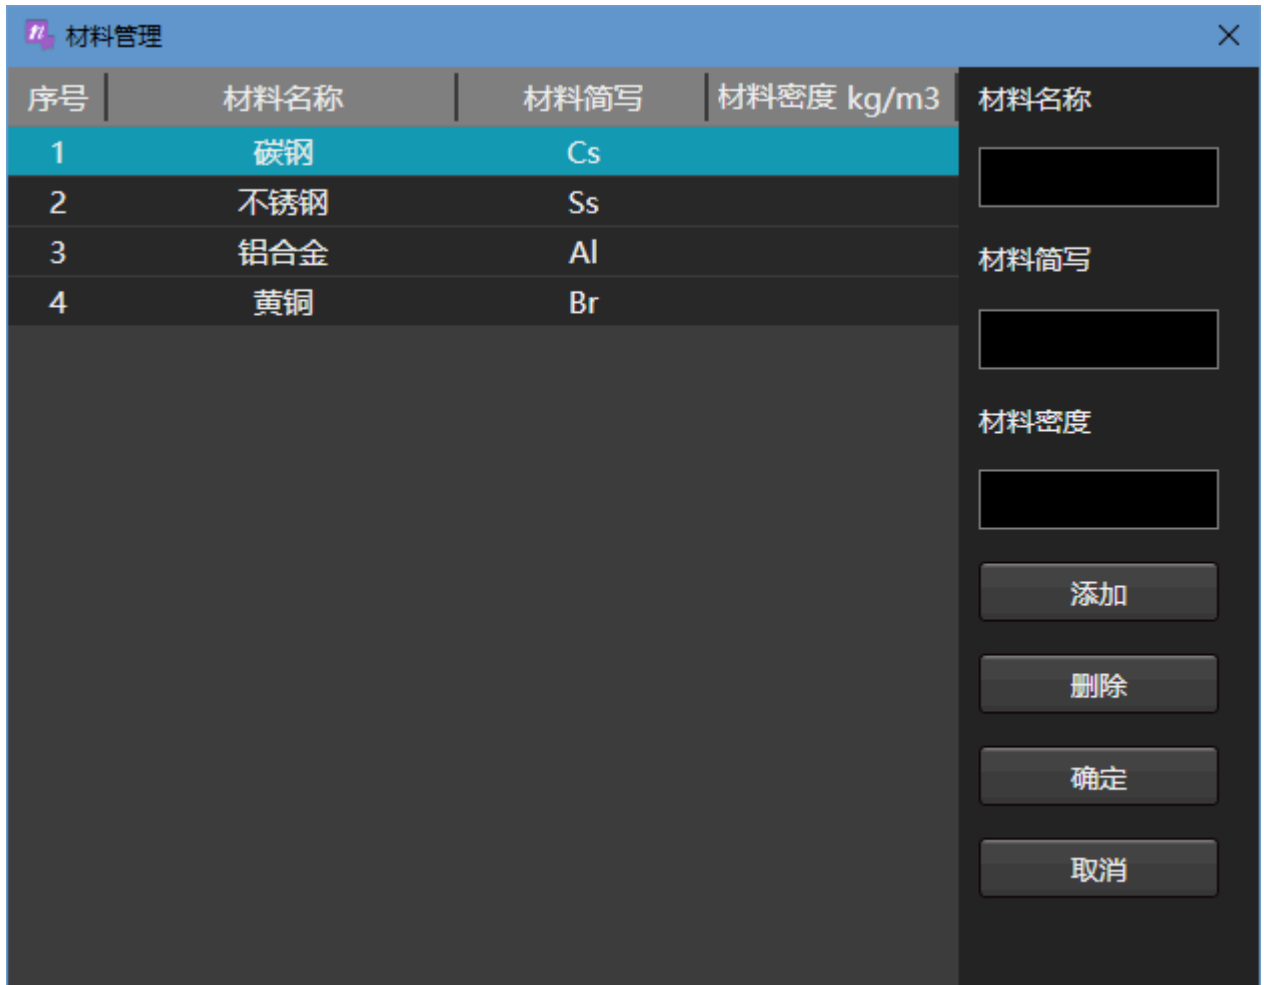 材料管理
序号 材料名称 材料简写 材料密度 kg/m3
1 碳钢 Cs
2 不锈钢 Ss
3 铝合金 Al
4 黄铜 Br
材料名称
材料简写
材料密度
添加
删除
确定
取消